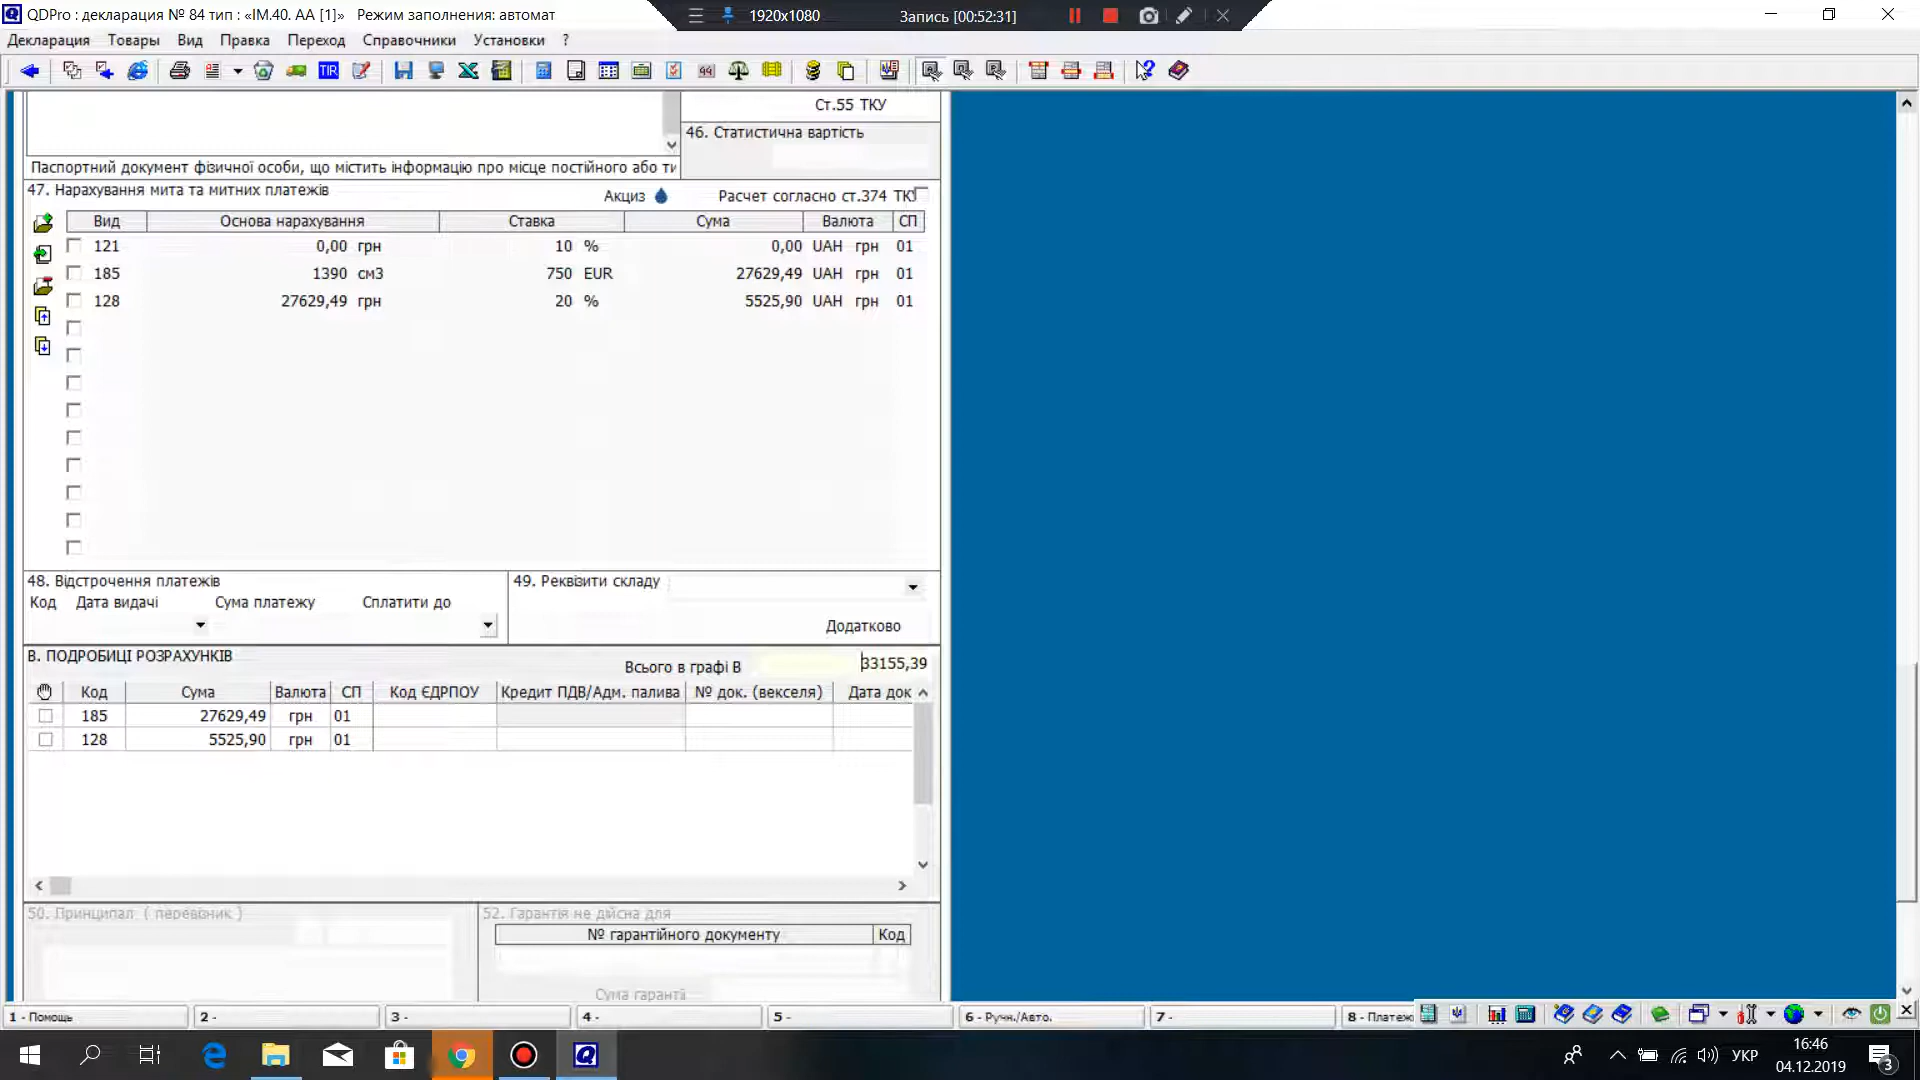 QDPro : декларация № 84 тип : «ІМ.40. АА [1]» Режим заполнения: автомат
1920x1080 Запись [00:52:31]
Декларация Товары Вид Правка Переход Справочники Установки ?
TIR
Ст.55 ТКУ
46. Статистична вартість
Паспортний документ фізичної особи, що містить інформацію про місце постійного або ти
47. Нарахування мита та митних платежів
Акциз Расчет согласно ст.374 ТКУ
Вид Основа нарахування Ставка Сума Валюта СП
121 0,00 грн 10 % 0,00 UAH грн 01
185 1390 см3 750 EUR 27629,49 UAH грн 01
128 27629,49 грн 20 % 5525,90 UAH грн 01
48. Відстрочення платежів
49. Реквізити складу
Код Дата видачі Сума платежу Сплатити до
Додатково
В. ПОДРОБИЦІ РОЗРАХУНКІВ
Всього в графі В 33155,39
Код Сума Валюта СП Код ЄДРПОУ Кредит ПДВ/Адм. палива № док. (векселя) Дата док
185 27629,49 грн 01
128 5525,90 грн 01
50. Принципал ( перевізник )
52. Гарантія не дійсна для
№ гарантійного документу Код
Сума гарантії
1 - Помощь 2 - 3 - 4 - 5 - 6 - Ручн./Авто. 7 - 8 - Платеж
УКР
16:46
04.12.2019
3